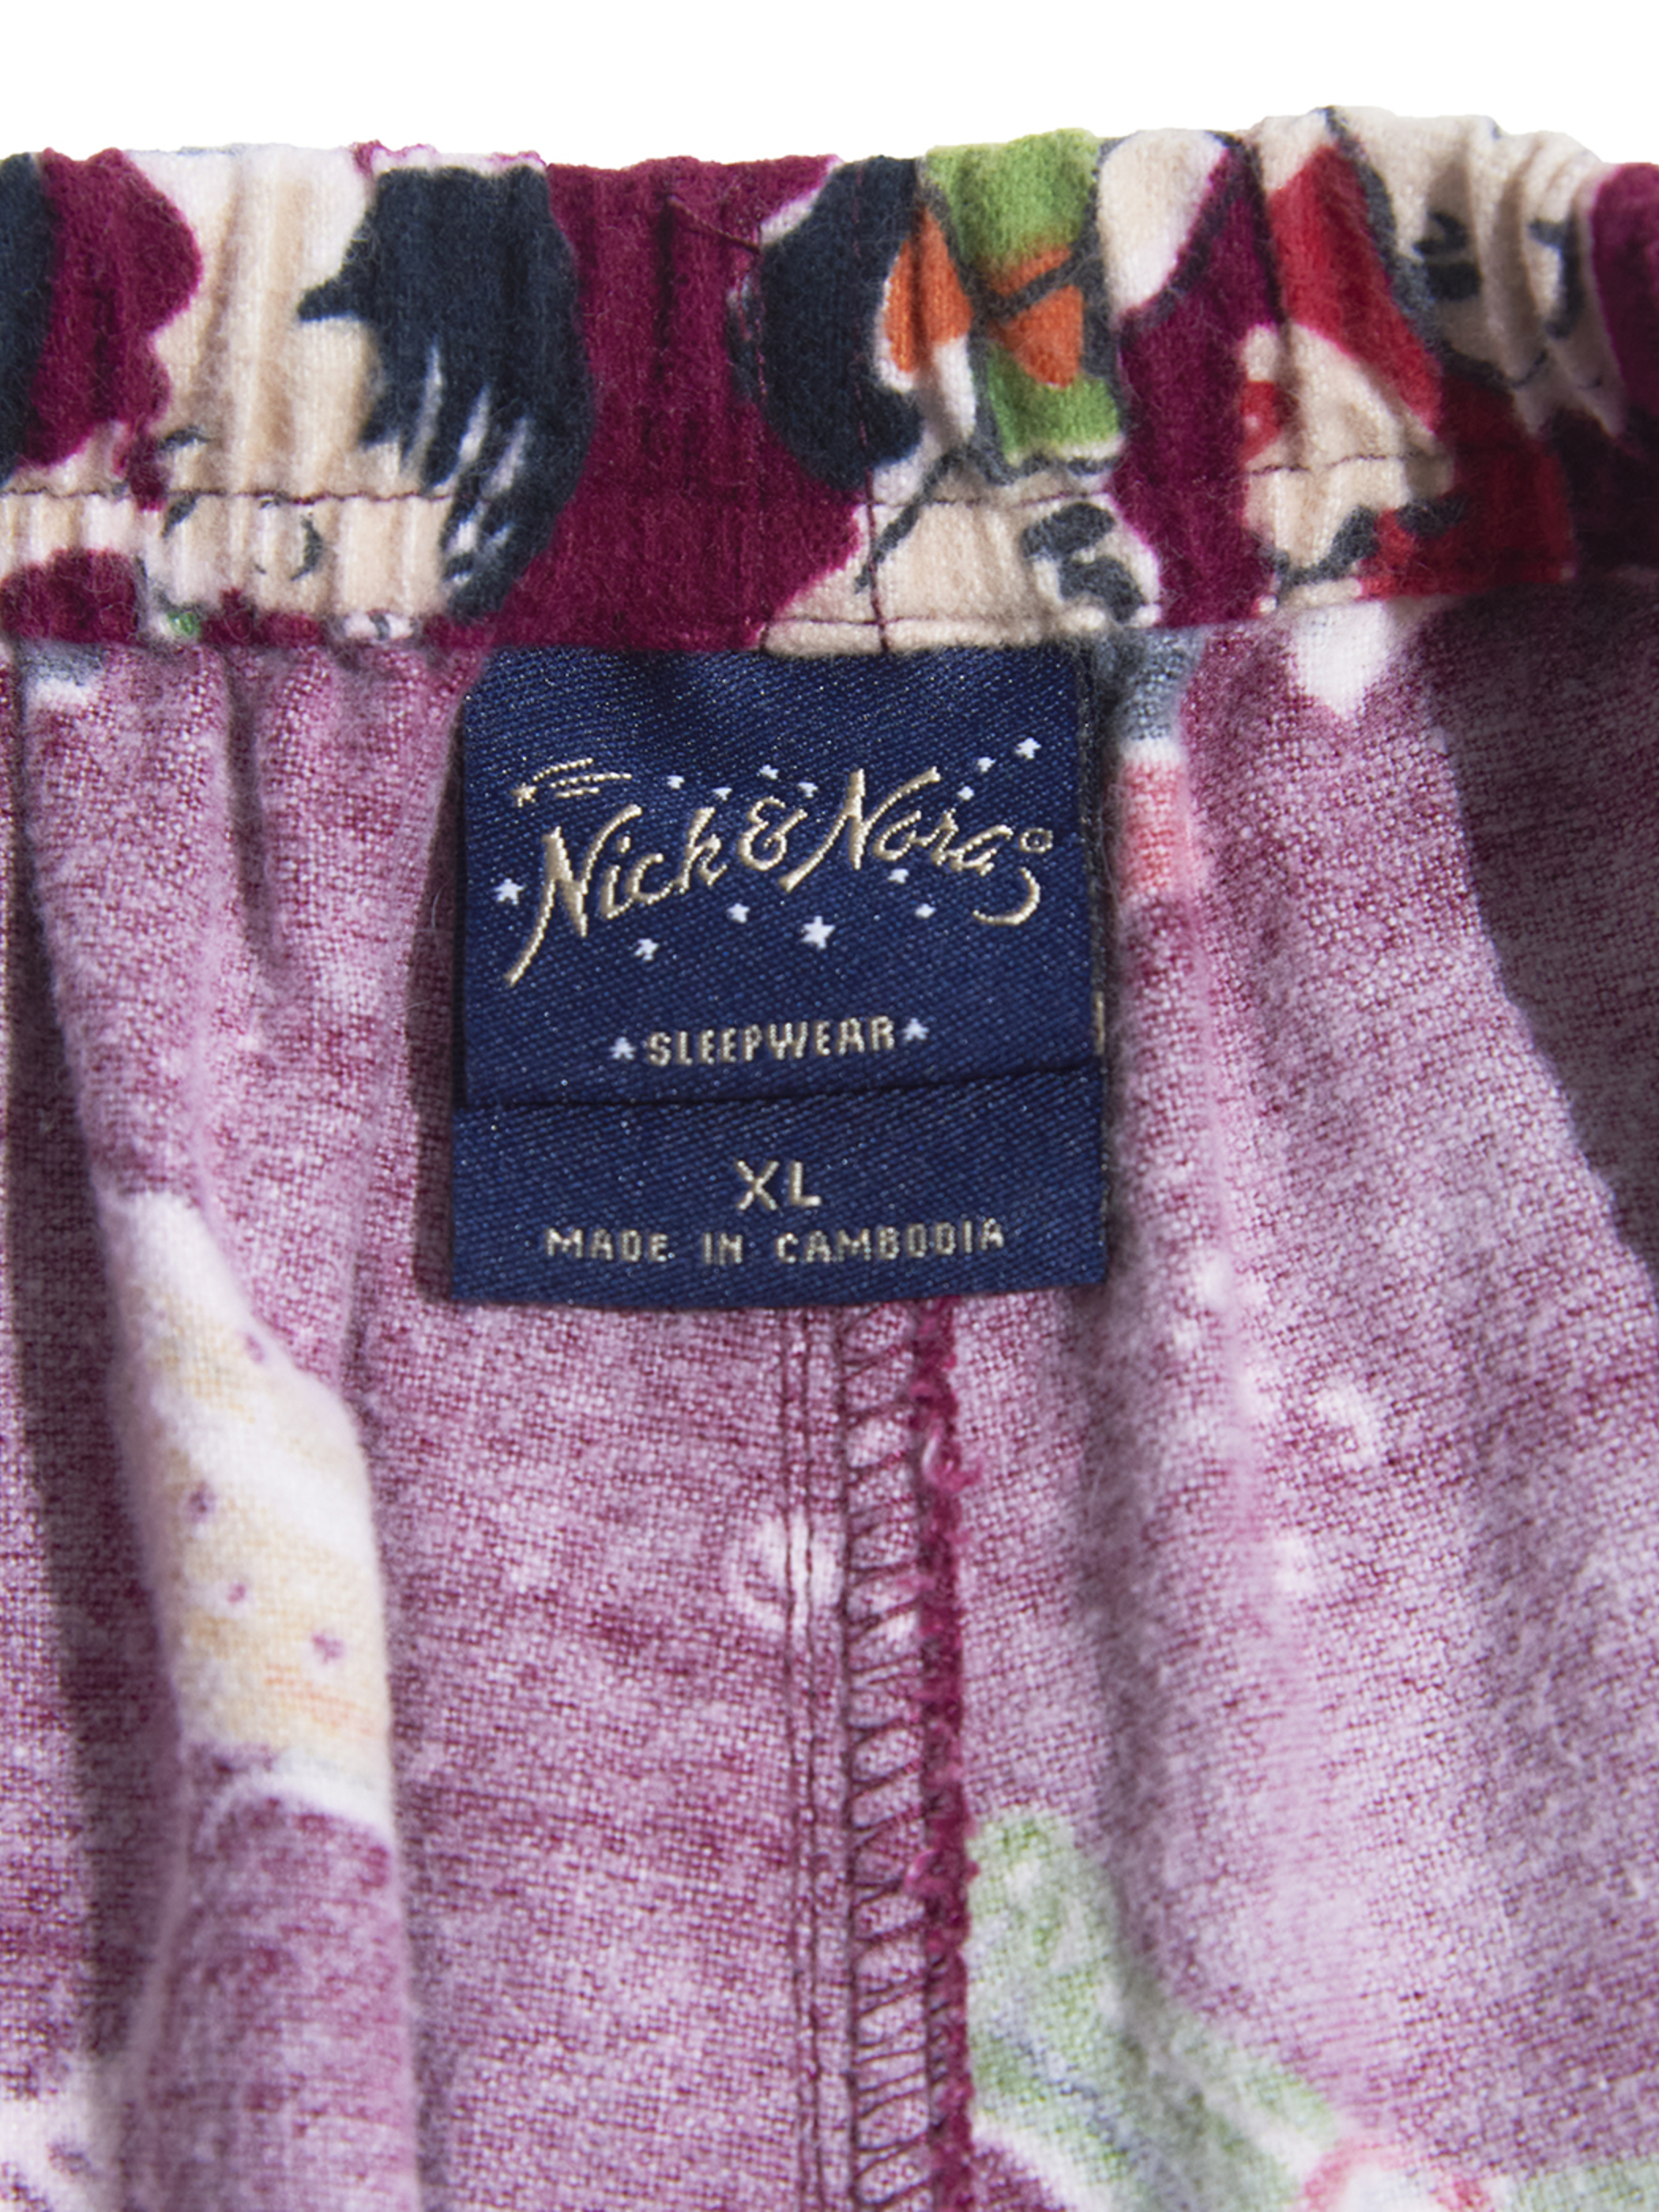 Nick & Nora®
SLEEPWEAR
XL
MADE IN CAMBODIA